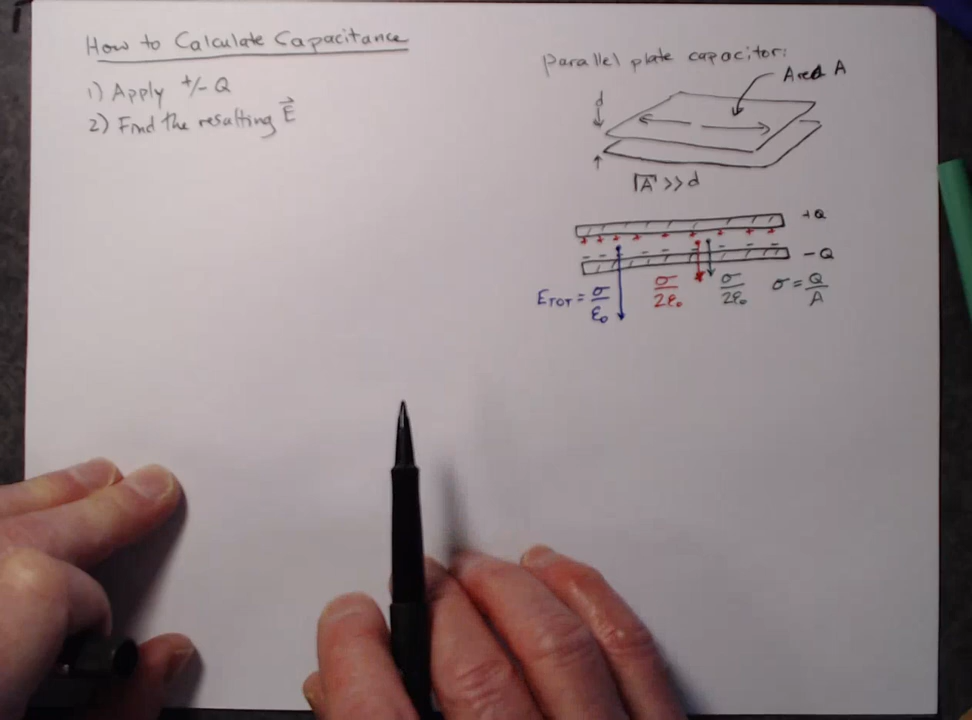 How to Calculate Capacitance
1) Apply +/- Q
2) Find the resulting E⃗
parallel plate capacitor:
Area A
d
√A >> d
+Q
+ + + + + + + + +
- - - - - - - - -
-Q
E_TOT = σ/ε₀
σ/2ε₀
σ/2ε₀
σ = Q/A